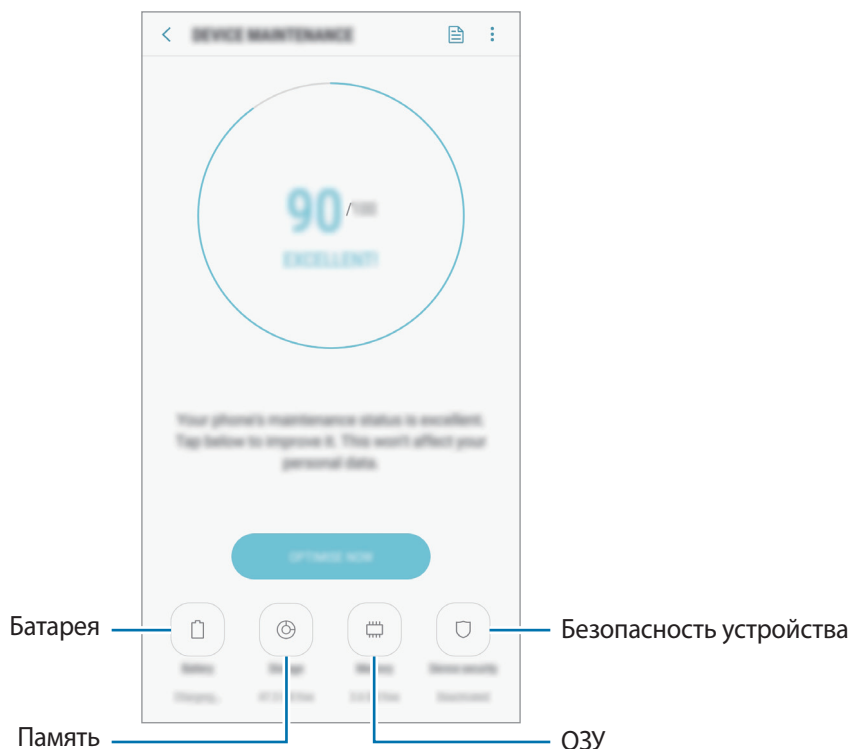 DEVICE MAINTENANCE
90 /100
EXCELLENT!
Your phone's maintenance status is excellent.
Tap below to improve it. This won't affect your
personal data.
OPTIMISE NOW
Батарея
Безопасность устройства
Battery
Storage
Memory
Device security
Память
ОЗУ